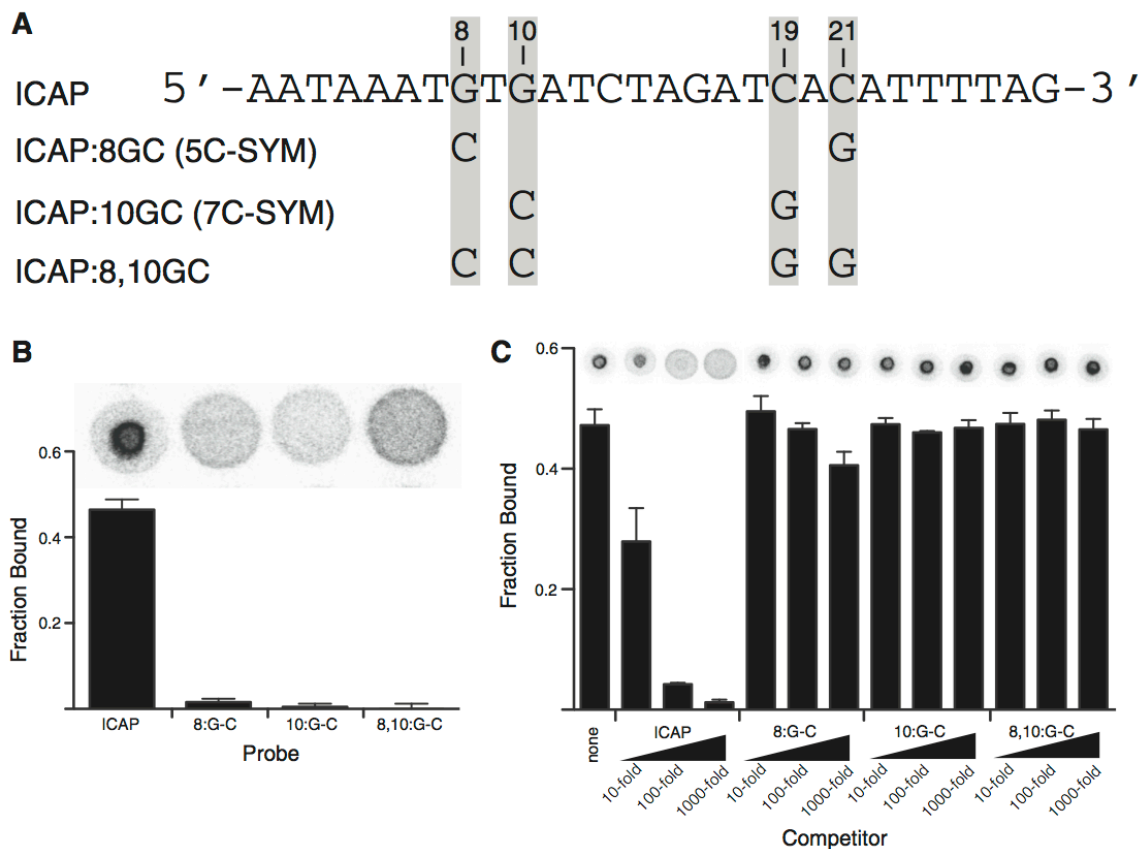 A
8 10 19 21
ICAP 5'-AATAAATGTGATCTAGATCACATTTTAG-3'
ICAP:8GC (5C-SYM) C G
ICAP:10GC (7C-SYM) C G
ICAP:8,10GC C C G G
B
Fraction Bound
0.6
0.4
0.2
ICAP 8:G-C 10:G-C 8,10:G-C
Probe
C
Fraction Bound
0.6
0.4
0.2
none ICAP 8:G-C 10:G-C 8,10:G-C
10-fold 100-fold 1000-fold 10-fold 100-fold 1000-fold 10-fold 100-fold 1000-fold 10-fold 100-fold 1000-fold
Competitor